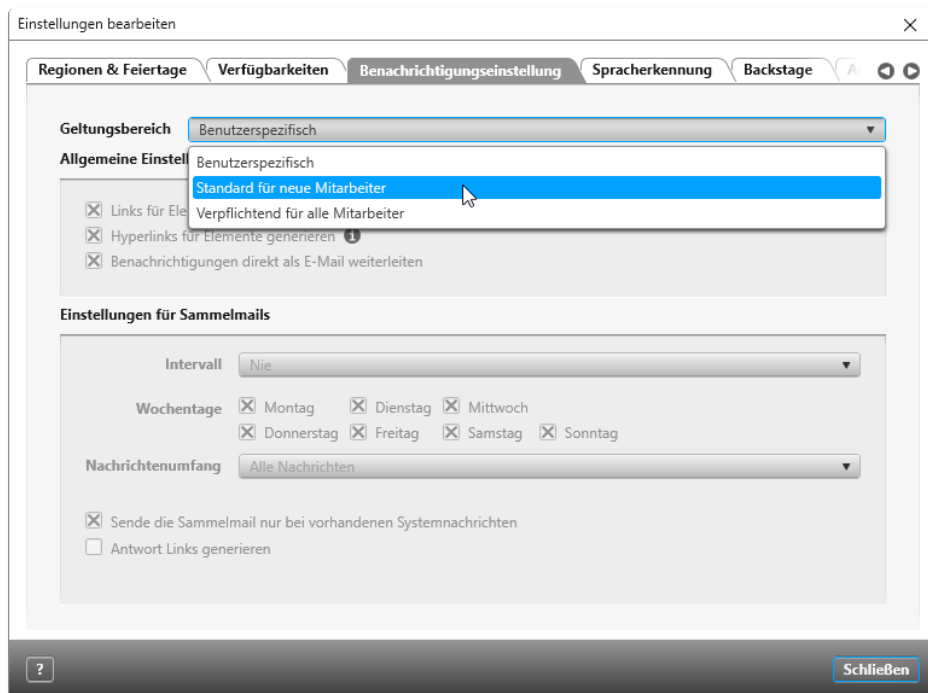 Einstellungen bearbeiten
Regionen & Feiertage Verfügbarkeiten Benachrichtigungseinstellung Spracherkennung Backstage
Geltungsbereich Benutzerspezifisch
Allgemeine Einstell
Benutzerspezifisch
Standard für neue Mitarbeiter
Verpflichtend für alle Mitarbeiter
Links für Ele
Hyperlinks für Elemente generieren
Benachrichtigungen direkt als E-Mail weiterleiten
Einstellungen für Sammelmails
Intervall Nie
Wochentage Montag Dienstag Mittwoch
Donnerstag Freitag Samstag Sonntag
Nachrichtenumfang Alle Nachrichten
Sende die Sammelmail nur bei vorhandenen Systemnachrichten
Antwort Links generieren
? Schließen